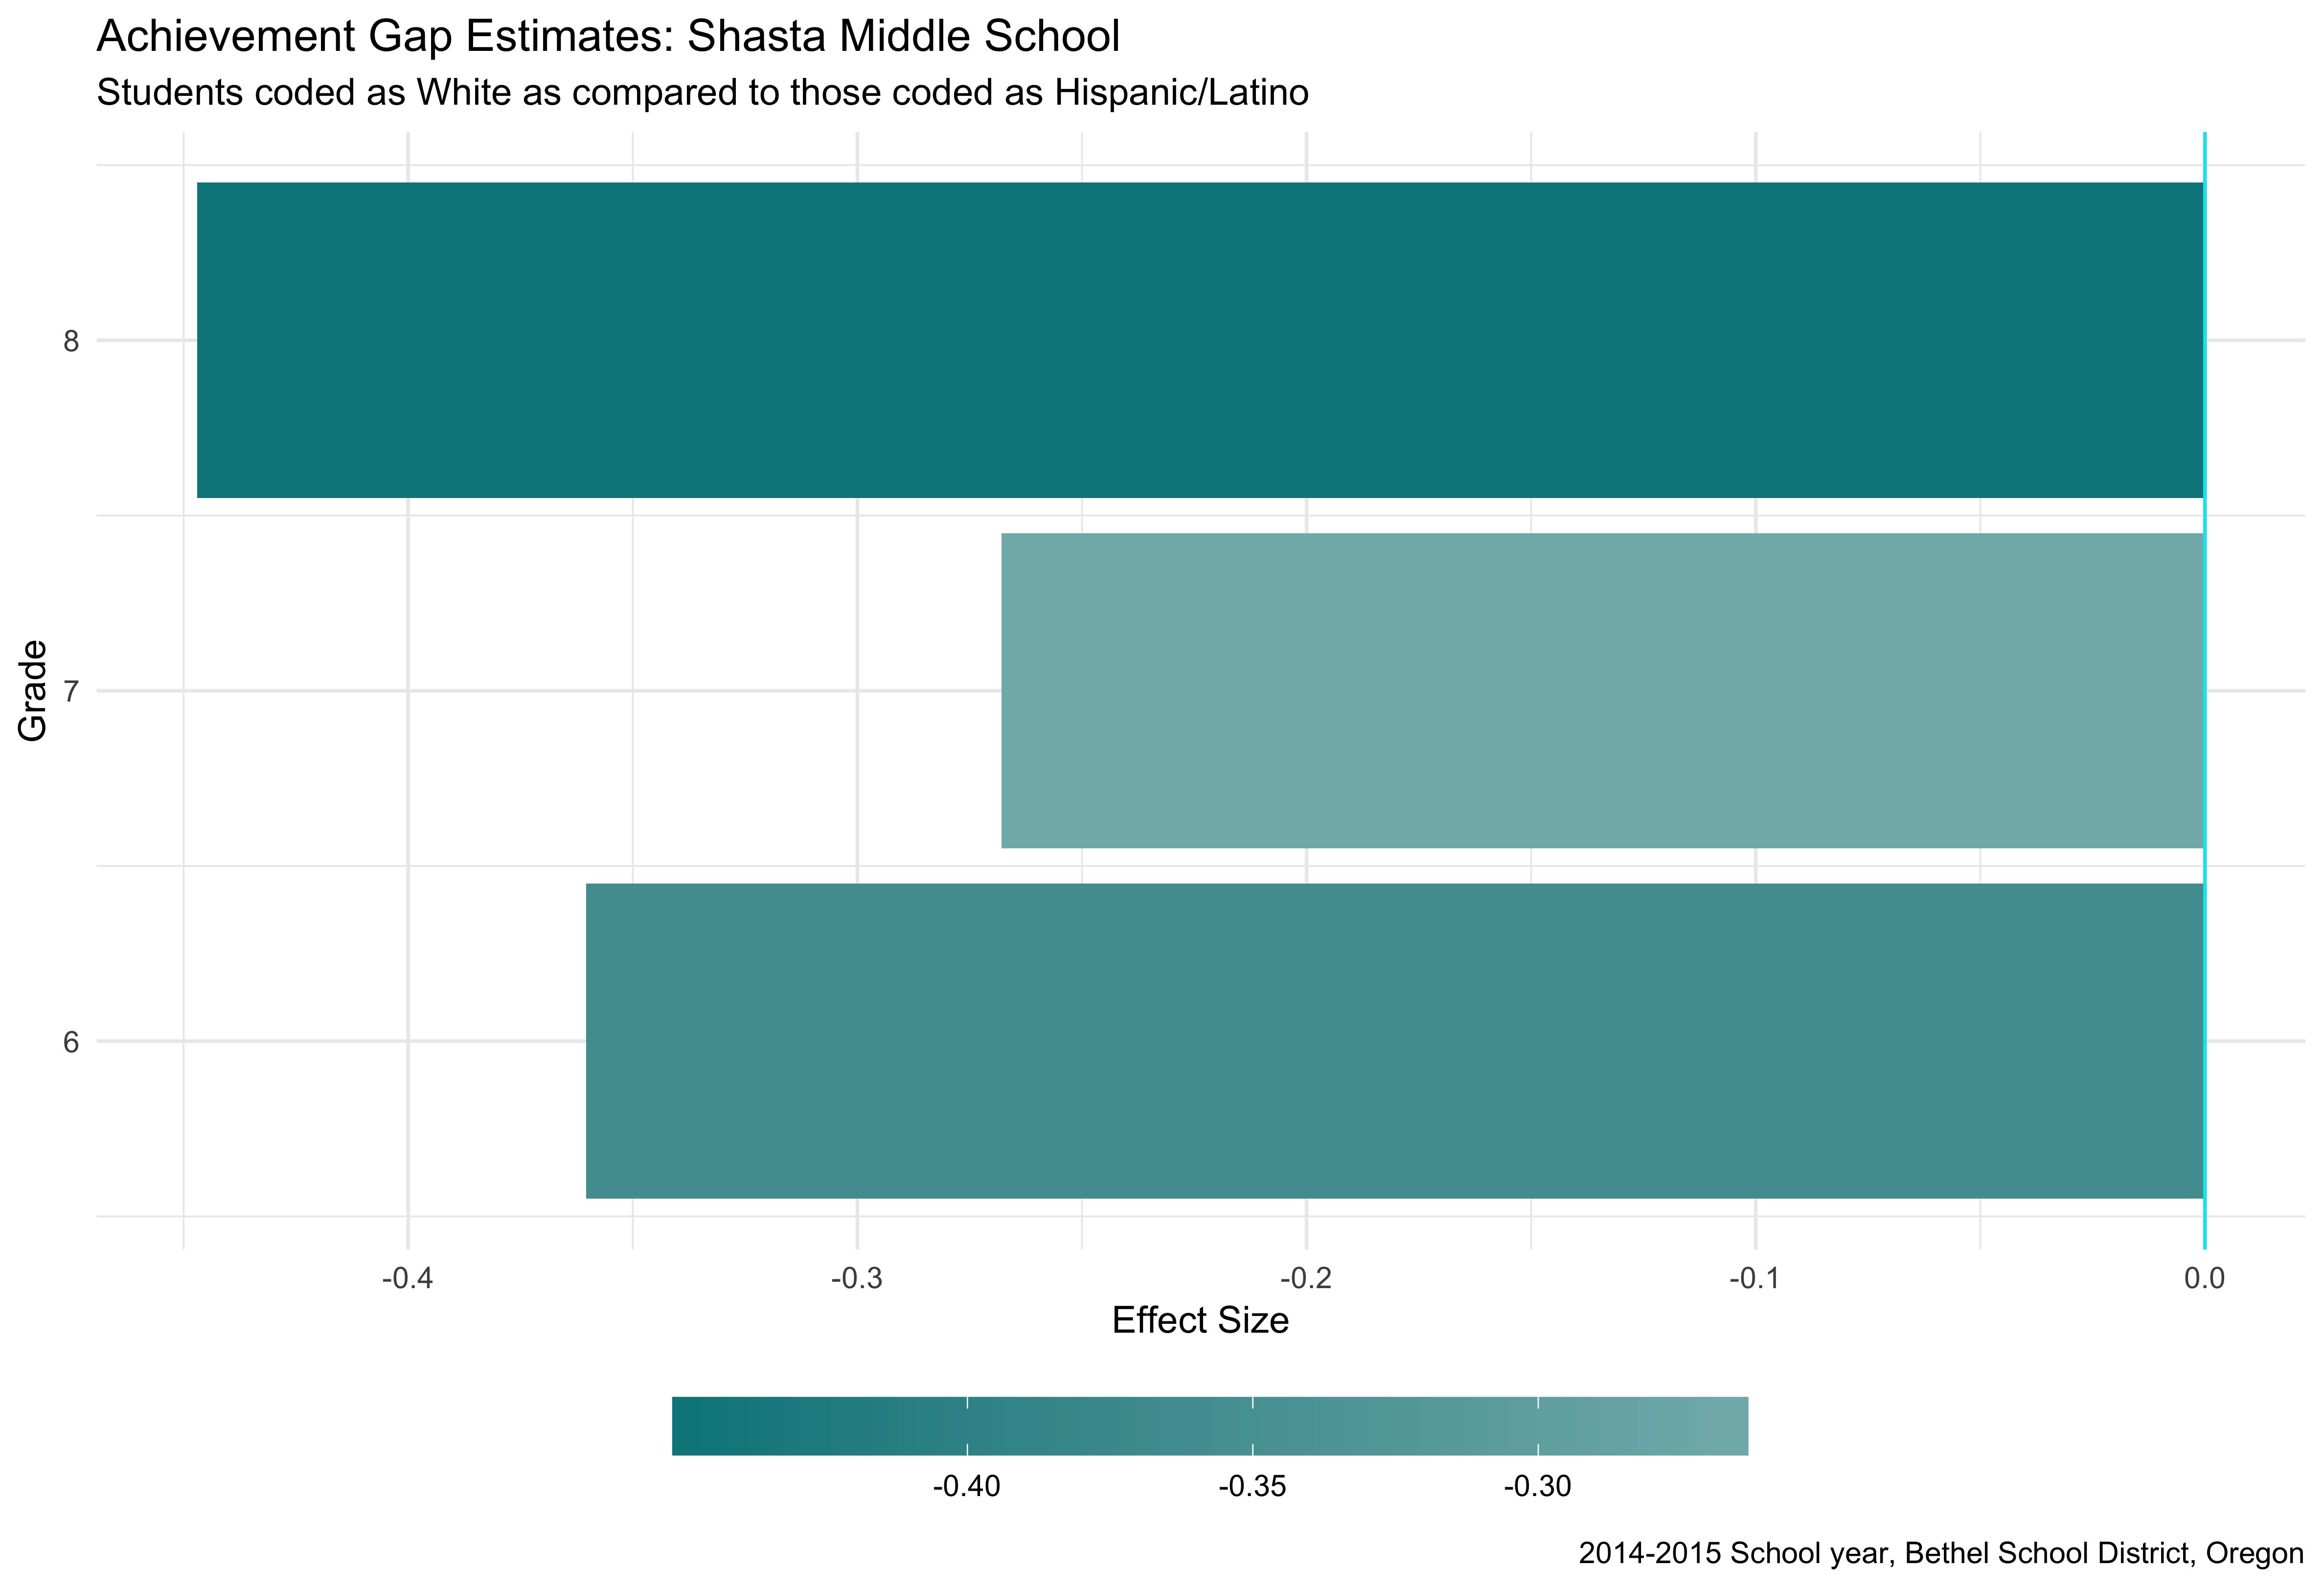 Achievement Gap Estimates: Shasta Middle School
Students coded as White as compared to those coded as Hispanic/Latino
Grade
8
7
6
-0.4 -0.3 -0.2 -0.1 0.0
Effect Size
-0.40 -0.35 -0.30
2014-2015 School year, Bethel School District, Oregon